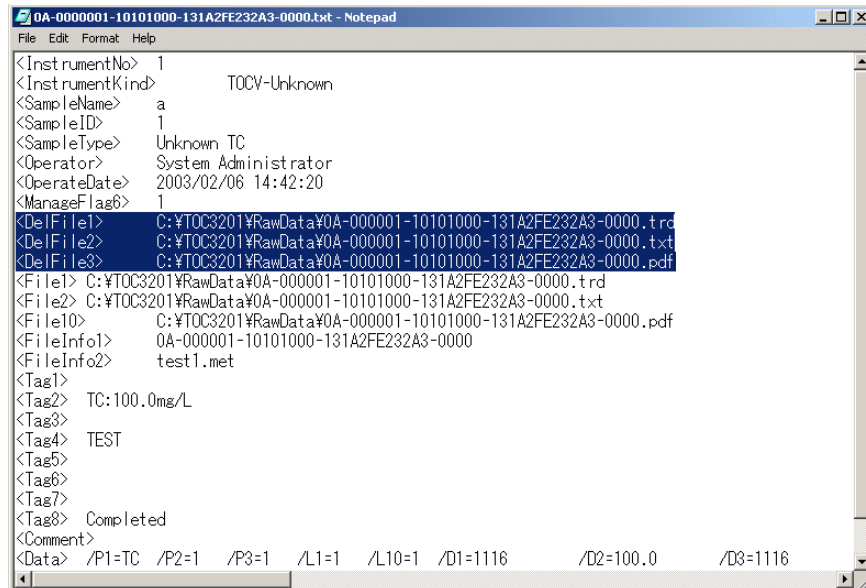 0A-0000001-10101000-131A2FE232A3-0000.txt - Notepad
File Edit Format Help
<InstrumentNo> 1
<InstrumentKind> TOCV-Unknown
<SampleName> a
<SampleID> 1
<SampleType> Unknown TC
<Operator> System Administrator
<OperateDate> 2003/02/06 14:42:20
<ManageFlag6> 1
<DelFile1> C:¥TOC3201¥RawData¥0A-000001-10101000-131A2FE232A3-0000.trd
<DelFile2> C:¥TOC3201¥RawData¥0A-000001-10101000-131A2FE232A3-0000.txt
<DelFile3> C:¥TOC3201¥RawData¥0A-000001-10101000-131A2FE232A3-0000.pdf
<File1> C:¥TOC3201¥RawData¥0A-000001-10101000-131A2FE232A3-0000.trd
<File2> C:¥TOC3201¥RawData¥0A-000001-10101000-131A2FE232A3-0000.txt
<File10> C:¥TOC3201¥RawData¥0A-000001-10101000-131A2FE232A3-0000.pdf
<FileInfo1> 0A-000001-10101000-131A2FE232A3-0000
<FileInfo2> test1.met
<Tag1>
<Tag2> TC:100.0mg/L
<Tag3>
<Tag4> TEST
<Tag5>
<Tag6>
<Tag7>
<Tag8> Completed
<Comment>
<Data> /P1=TC /P2=1 /P3=1 /L1=1 /L10=1 /D1=1116 /D2=100.0 /D3=1116